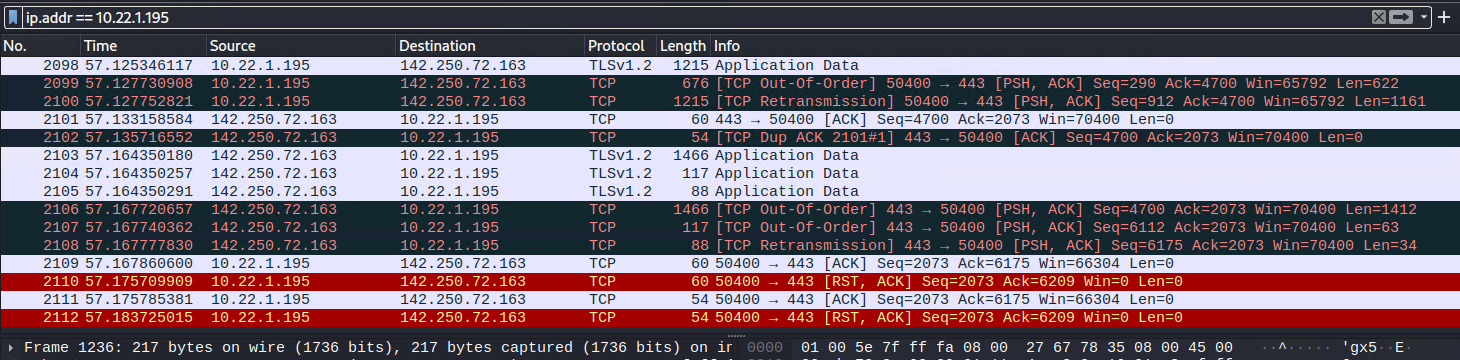 ip.addr == 10.22.1.195
No. Time Source Destination Protocol Length Info
2098 57.125346117 10.22.1.195 142.250.72.163 TLSv1.2 1215 Application Data
2099 57.127730908 10.22.1.195 142.250.72.163 TCP 676 [TCP Out-Of-Order] 50400 → 443 [PSH, ACK] Seq=290 Ack=4700 Win=65792 Len=622
2100 57.127752821 10.22.1.195 142.250.72.163 TCP 1215 [TCP Retransmission] 50400 → 443 [PSH, ACK] Seq=912 Ack=4700 Win=65792 Len=1161
2101 57.133158584 142.250.72.163 10.22.1.195 TCP 60 443 → 50400 [ACK] Seq=4700 Ack=2073 Win=70400 Len=0
2102 57.135716552 142.250.72.163 10.22.1.195 TCP 54 [TCP Dup ACK 2101#1] 443 → 50400 [ACK] Seq=4700 Ack=2073 Win=70400 Len=0
2103 57.164350180 142.250.72.163 10.22.1.195 TLSv1.2 1466 Application Data
2104 57.164350257 142.250.72.163 10.22.1.195 TLSv1.2 117 Application Data
2105 57.164350291 142.250.72.163 10.22.1.195 TLSv1.2 88 Application Data
2106 57.167720657 142.250.72.163 10.22.1.195 TCP 1466 [TCP Out-Of-Order] 443 → 50400 [PSH, ACK] Seq=4700 Ack=2073 Win=70400 Len=1412
2107 57.167740362 142.250.72.163 10.22.1.195 TCP 117 [TCP Out-Of-Order] 443 → 50400 [PSH, ACK] Seq=6112 Ack=2073 Win=70400 Len=63
2108 57.167777830 142.250.72.163 10.22.1.195 TCP 88 [TCP Retransmission] 443 → 50400 [PSH, ACK] Seq=6175 Ack=2073 Win=70400 Len=34
2109 57.167860600 10.22.1.195 142.250.72.163 TCP 60 50400 → 443 [ACK] Seq=2073 Ack=6175 Win=66304 Len=0
2110 57.175709909 10.22.1.195 142.250.72.163 TCP 60 50400 → 443 [RST, ACK] Seq=2073 Ack=6209 Win=0 Len=0
2111 57.175785381 10.22.1.195 142.250.72.163 TCP 54 50400 → 443 [ACK] Seq=2073 Ack=6175 Win=66304 Len=0
2112 57.183725015 10.22.1.195 142.250.72.163 TCP 54 50400 → 443 [RST, ACK] Seq=2073 Ack=6209 Win=0 Len=0
Frame 1236: 217 bytes on wire (1736 bits), 217 bytes captured (1736 bits) on in 0000 01 00 5e 7f ff fa 08 00 27 67 78 35 08 00 45 00 ··^····· 'gx5··E·